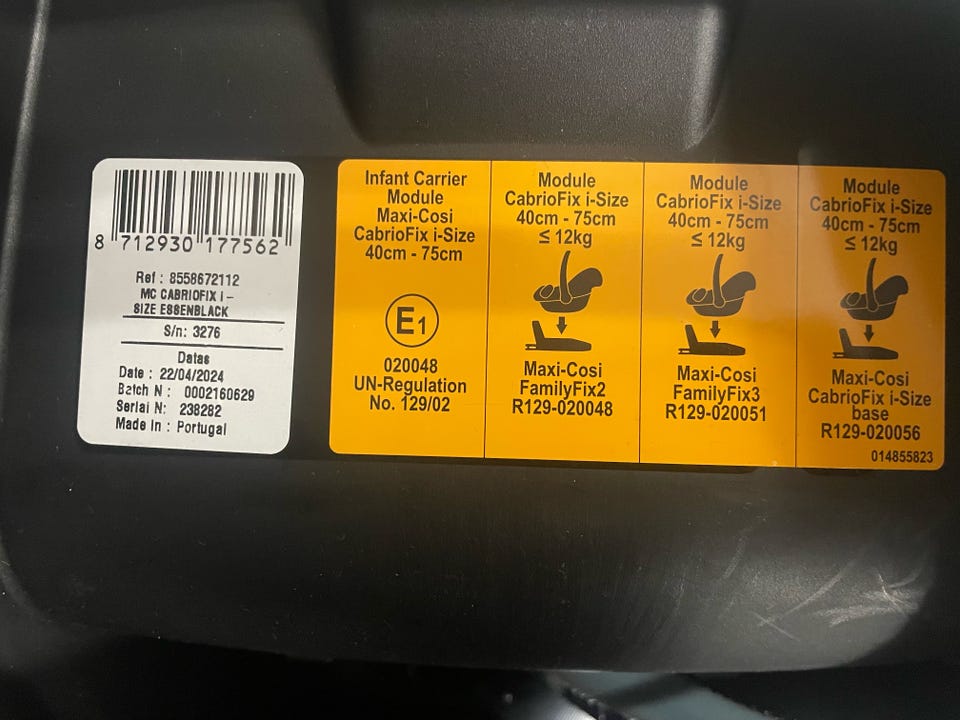 8 712930 177562
Ref : 8558672112
MC CABRIOFIX I -
SIZE ESSENBLACK
S/n: 3276
Datas
Date : 22/04/2024
Batch N : 0002160629
Serial N: 238282
Made in : Portugal
Infant Carrier
Module
Maxi-Cosi
CabrioFix i-Size
40cm - 75cm
E1
020048
UN-Regulation
No. 129/02
Module
CabrioFix i-Size
40cm - 75cm
≤ 12kg
Maxi-Cosi
FamilyFix2
R129-020048
Module
CabrioFix i-Size
40cm - 75cm
≤ 12kg
Maxi-Cosi
FamilyFix3
R129-020051
Module
CabrioFix i-Size
40cm - 75cm
≤ 12kg
Maxi-Cosi
CabrioFix i-Size
base
R129-020056
014855823